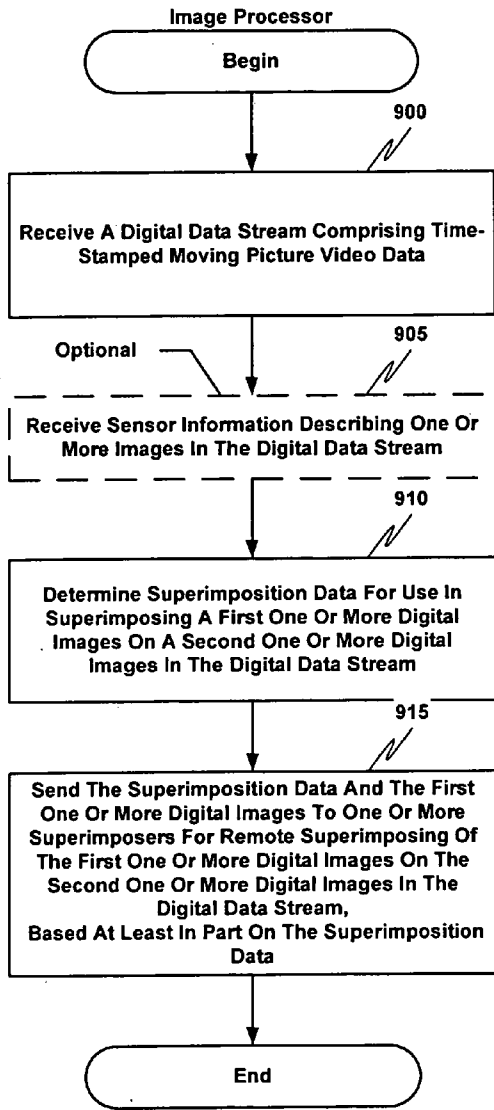 Image Processor
Begin
900
Receive A Digital Data Stream Comprising Time-
Stamped Moving Picture Video Data
Optional
905
Receive Sensor Information Describing One Or
More Images In The Digital Data Stream
910
Determine Superimposition Data For Use In
Superimposing A First One Or More Digital
Images On A Second One Or More Digital
Images In The Digital Data Stream
915
Send The Superimposition Data And The First
One Or More Digital Images To One Or More
Superimposers For Remote Superimposing Of
The First One Or More Digital Images On The
Second One Or More Digital Images In The
Digital Data Stream,
Based At Least In Part On The Superimposition
Data
End